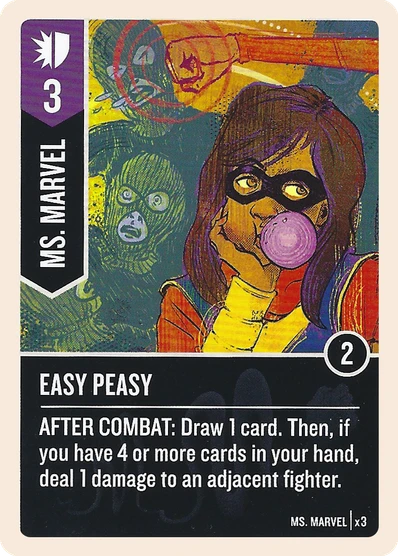 3
MS. MARVEL
2
EASY PEASY
AFTER COMBAT: Draw 1 card. Then, if
you have 4 or more cards in your hand,
deal 1 damage to an adjacent fighter.
MS. MARVEL | x3